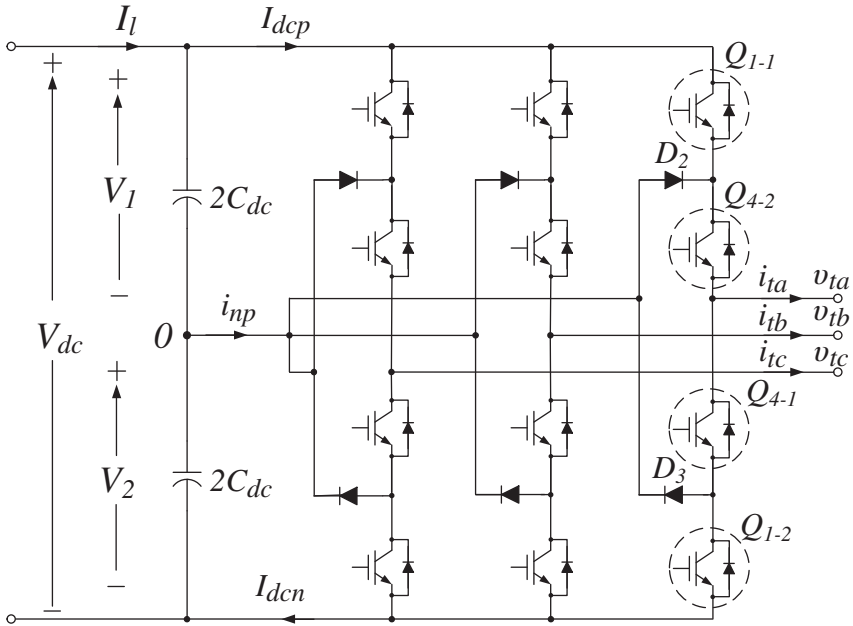 I_l I_dcp
+ + Q_1-1
D_2
V_1 2C_dc Q_4-2
−
i_ta υ_ta
0 i_np i_tb υ_tb
V_dc
i_tc υ_tc
+ Q_4-1
D_3
V_2 2C_dc
Q_1-2
−
− I_dcn